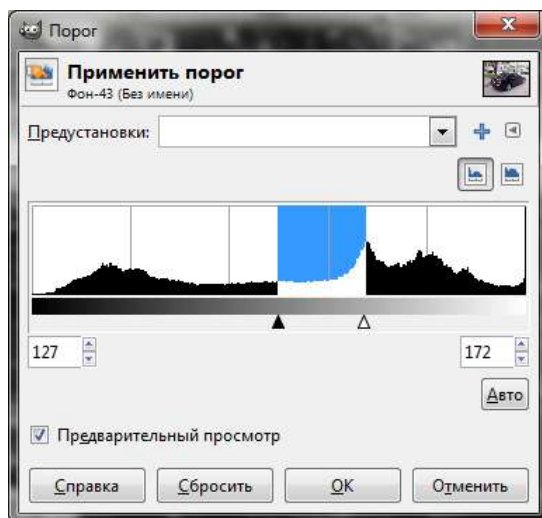 Порог
Применить порог
Фон-43 (Без имени)
Предустановки:
127
172
Авто
Предварительный просмотр
Справка
Сбросить
OK
Отменить